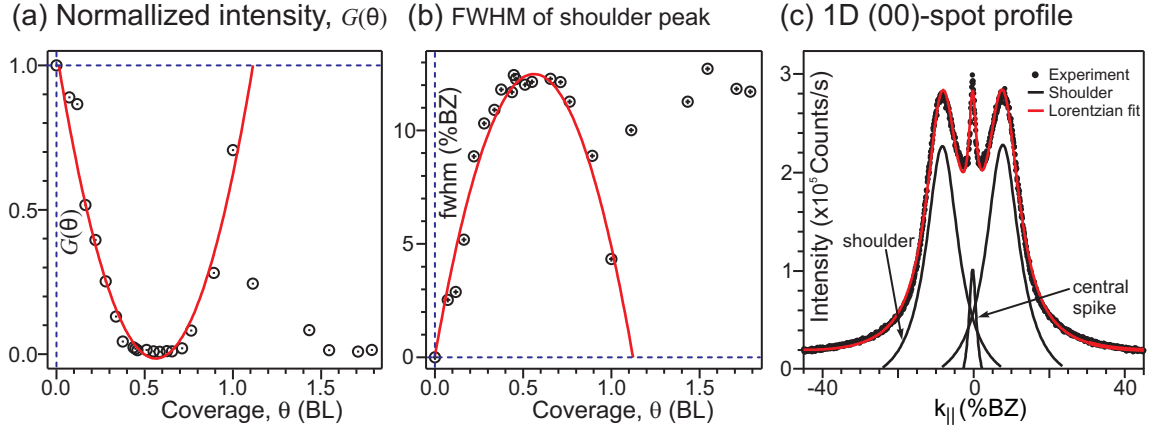 (a) Normallized intensity, G(θ)
1.0
0.5
0.0
G(θ)
0.0
0.5
1.0
1.5
Coverage, θ (BL)
(b) FWHM of shoulder peak
10
5
0
fwhm (%BZ)
0.0
0.5
1.0
1.5
Coverage, θ (BL)
(c) 1D (00)-spot profile
3
2
1
0
Intensity (x10⁵ Counts/s)
Experiment
Shoulder
Lorentzian fit
shoulder
central
spike
-40
0
40
k|| (%BZ)